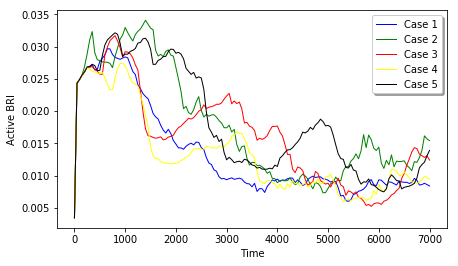 0.035
0.030
0.025
0.020
0.015
0.010
0.005
Active BRI
0
1000
2000
3000
4000
5000
6000
7000
Time
Case 1
Case 2
Case 3
Case 4
Case 5